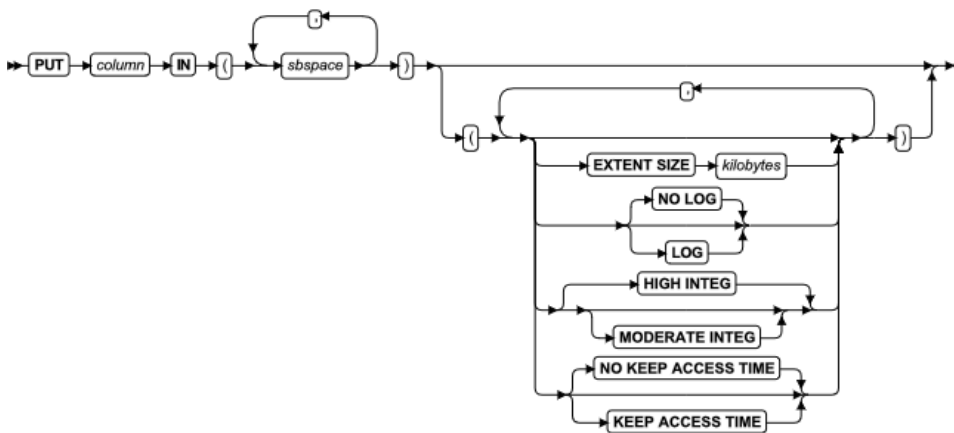 ,
PUT column IN ( sbspace )
,
( )
EXTENT SIZE kilobytes
NO LOG
LOG
HIGH INTEG
MODERATE INTEG
NO KEEP ACCESS TIME
KEEP ACCESS TIME